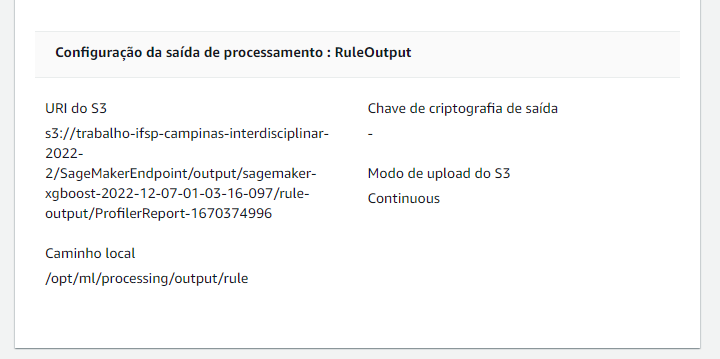 Configuração da saída de processamento : RuleOutput
URI do S3
s3://trabalho-ifsp-campinas-interdisciplinar-
2022-
2/SageMakerEndpoint/output/sagemaker-
xgboost-2022-12-07-01-03-16-097/rule-
output/ProfilerReport-1670374996
Caminho local
/opt/ml/processing/output/rule
Chave de criptografia de saída
-
Modo de upload do S3
Continuous